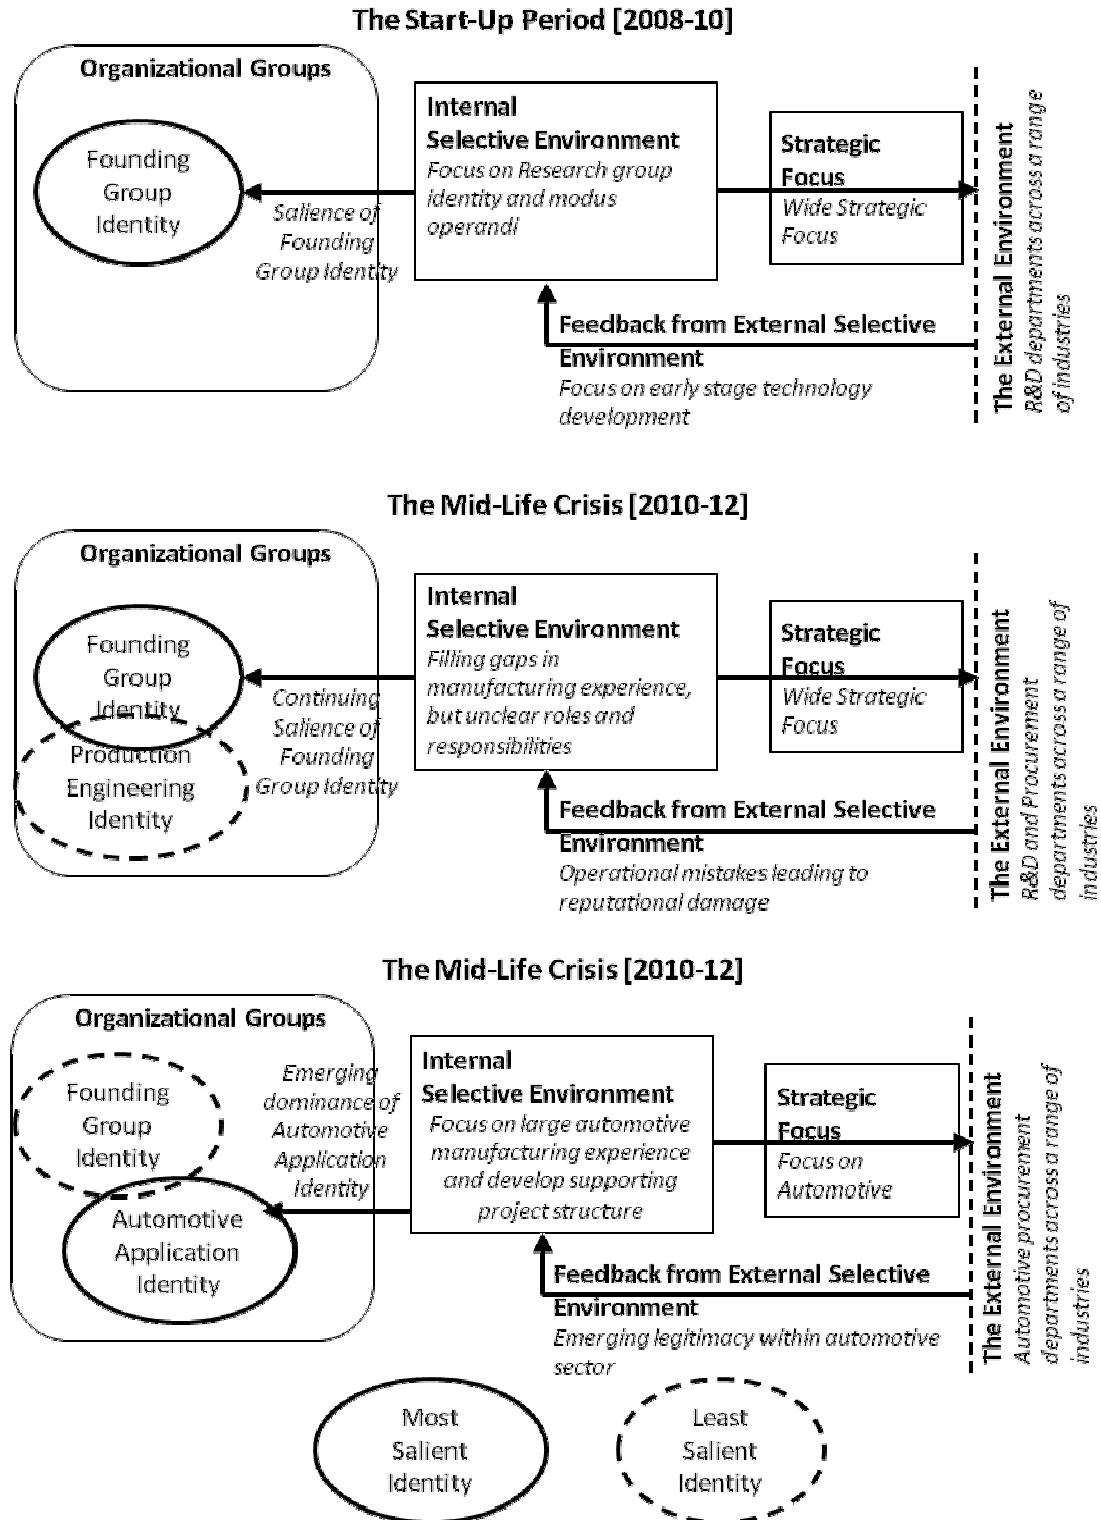 The Start-Up Period [2008-10]
Organizational Groups
Founding
Group
Identity
Salience of
Founding
Group Identity
Internal
Selective Environment
Focus on Research group
identity and modus
operandi
Strategic
Focus
Wide Strategic
Focus
Feedback from External Selective
Environment
Focus on early stage technology
development
The External Environment
R&D departments across a range
of industries
The Mid-Life Crisis [2010-12]
Organizational Groups
Founding
Group
Identity
Production
Engineering
Identity
Continuing
Salience of
Founding
Group Identity
Internal
Selective Environment
Filling gaps in
manufacturing experience,
but unclear roles and
responsibilities
Strategic
Focus
Wide Strategic
Focus
Feedback from External Selective
Environment
Operational mistakes leading to
reputational damage
The External Environment
R&D and Procurement
departments across a range of
industries
The Mid-Life Crisis [2010-12]
Organizational Groups
Founding
Group
Identity
Automotive
Application
Identity
Emerging
dominance of
Automotive
Application
Identity
Internal
Selective Environment
Focus on large automotive
manufacturing experience
and develop supporting
project structure
Strategic
Focus
Focus on
Automotive
Feedback from External Selective
Environment
Emerging legitimacy within automotive
sector
The External Environment
Automotive procurement
departments across a range of
industries
Most
Salient
Identity
Least
Salient
Identity